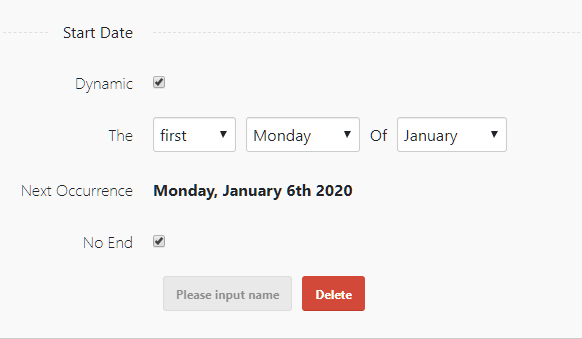 Start Date
Dynamic
The first Monday Of January
Next Occurrence Monday, January 6th 2020
No End
Please input name Delete